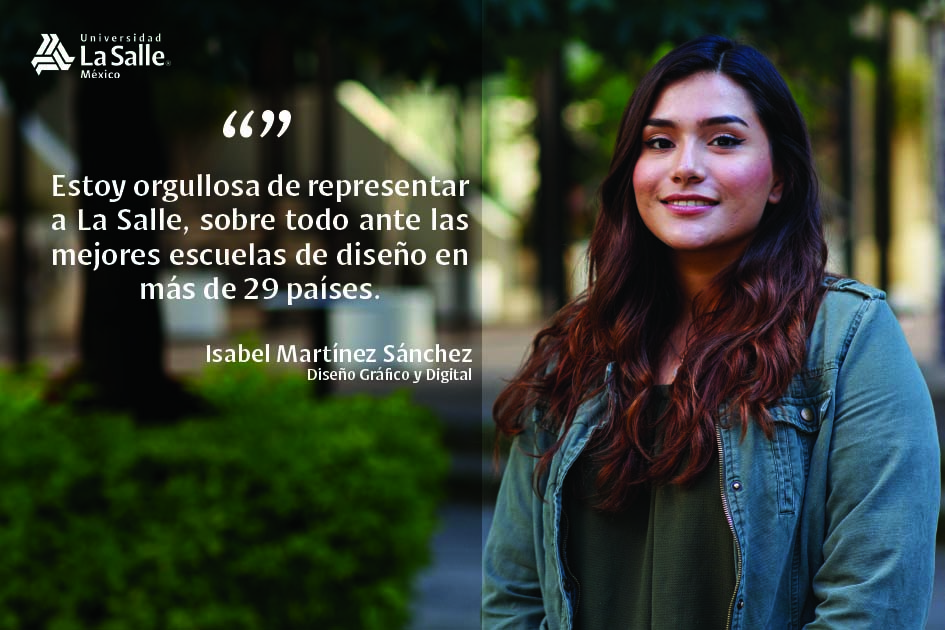 Universidad
La Salle®
México
“”
Estoy orgullosa de representar
a La Salle, sobre todo ante las
mejores escuelas de diseño en
más de 29 países.
Isabel Martínez Sánchez
Diseño Gráfico y Digital